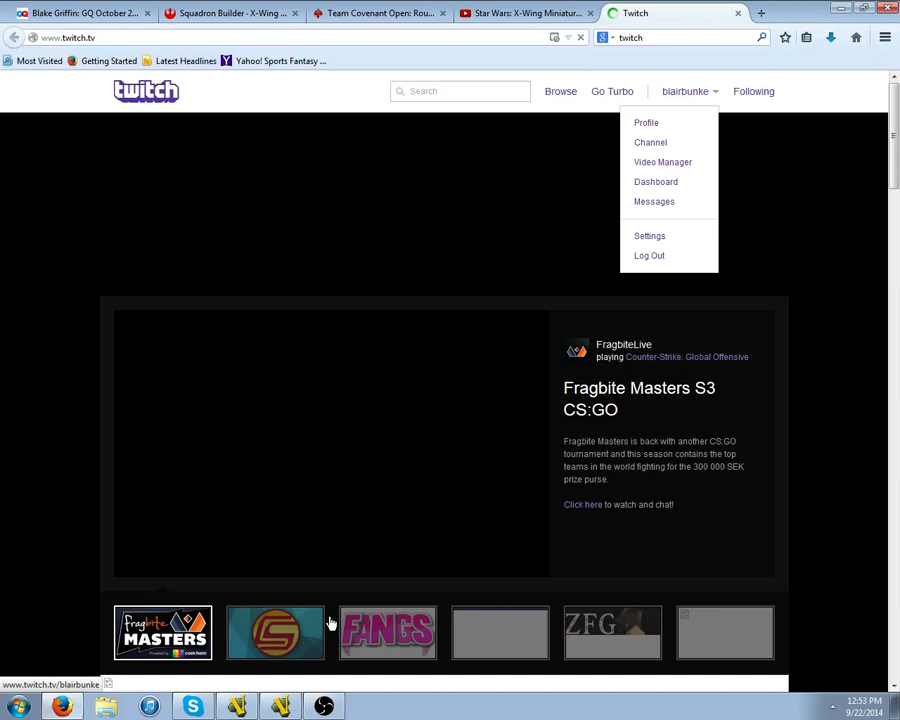 Blake Griffin: GQ October 2...
Squadron Builder · X-Wing ...
Team Covenant Open: Rou...
Star Wars: X-Wing Miniatur...
Twitch
www.twitch.tv
twitch
Most Visited
Getting Started
Latest Headlines
Yahoo! Sports Fantasy ...
twitch
Search
Browse
Go Turbo
blairbunke
Following
Profile
Channel
Video Manager
Dashboard
Messages
Settings
Log Out
FragbiteLive
playing Counter-Strike: Global Offensive
Fragbite Masters S3
CS:GO
Fragbite Masters is back with another CS:GO
tournament and this season contains the top
teams in the world fighting for the 300 000 SEK
prize purse.
Click here to watch and chat!
Fragbite
MASTERS
Powered by com hem
FANGS
ZFG
www.twitch.tv/blairbunke
12:53 PM
9/22/2014